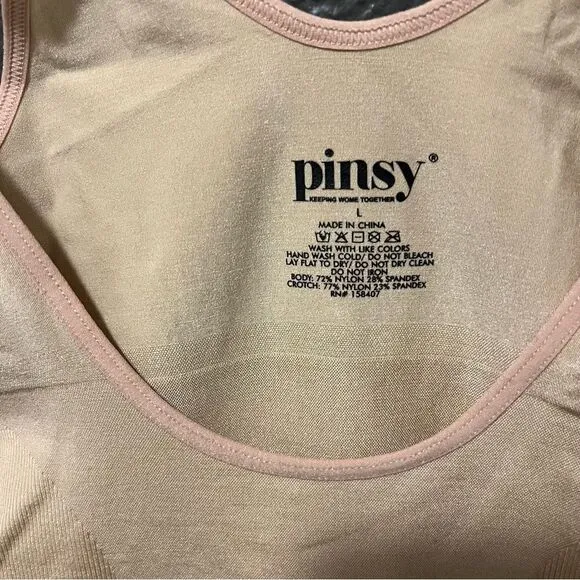 pinsy®
KEEPING WOME TOGETHER
L
MADE IN CHINA
WASH WITH LIKE COLORS
HAND WASH COLD/ DO NOT BLEACH
LAY FLAT TO DRY/ DO NOT DRY CLEAN
DO NOT IRON
BODY: 72% NYLON 28% SPANDEX
CROTCH: 77% NYLON 23% SPANDEX
RN# 158407